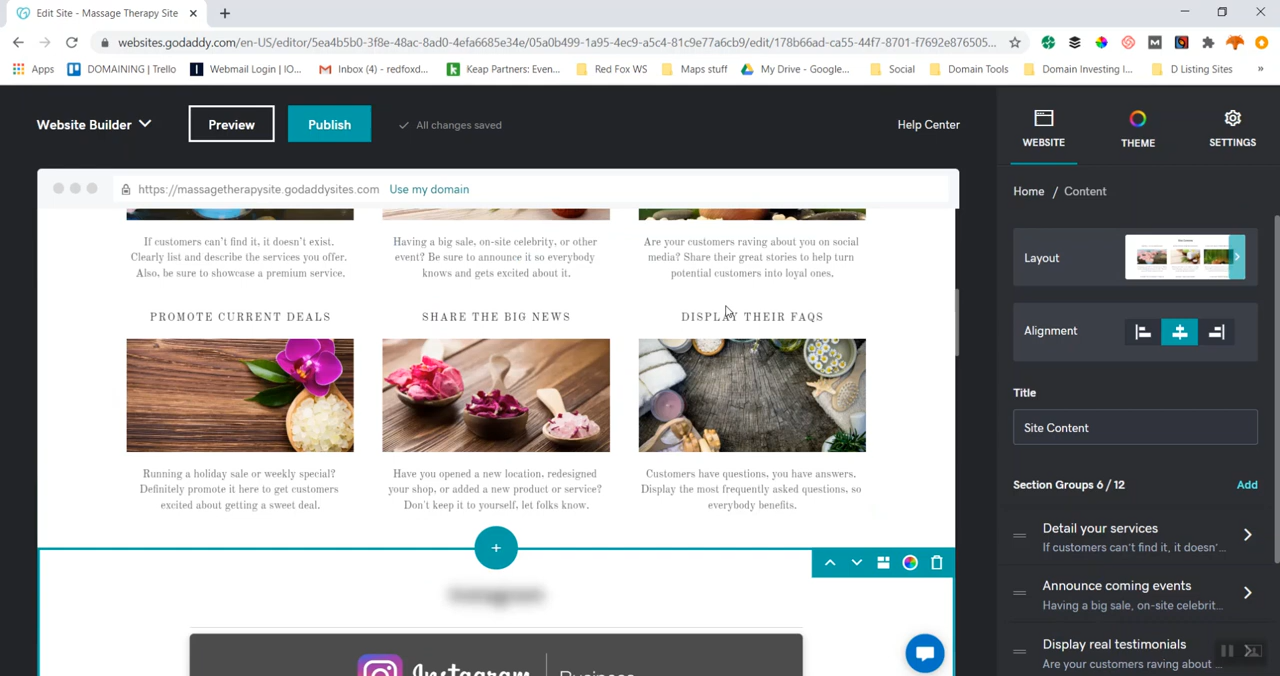 Edit Site - Massage Therapy Site
websites.godaddy.com/en-US/editor/5ea4b5b0-3f8e-48ac-8ad0-4efa6685e34e/05a0b499-1a95-4ec9-a5c4-81c9e77a6cb9/edit/178b66ad-ca55-44f7-8701-f7692e876505...
Apps
DOMAINING | Trello
Webmail Login | IO...
Inbox (4) - redfoxd...
Keap Partners: Even...
Red Fox WS
Maps stuff
My Drive - Google...
Social
Domain Tools
Domain Investing I...
D Listing Sites
»
Website Builder
Preview
Publish
All changes saved
Help Center
WEBSITE
THEME
SETTINGS
https://massagetherapysite.godaddysites.com
Use my domain
Home / Content
If customers can't find it, it doesn't exist.
Clearly list and describe the services you offer.
Also, be sure to showcase a premium service.
Having a big sale, on-site celebrity, or other
event? Be sure to announce it so everybody
knows and gets excited about it.
Are your customers raving about you on social
media? Share their great stories to help turn
potential customers into loyal ones.
Layout
PROMOTE CURRENT DEALS
SHARE THE BIG NEWS
DISPLAY THEIR FAQS
Alignment
Title
Site Content
Running a holiday sale or weekly special?
Definitely promote it here to get customers
excited about getting a sweet deal.
Have you opened a new location, redesigned
your shop, or added a new product or service?
Don't keep it to yourself, let folks know.
Customers have questions, you have answers.
Display the most frequently asked questions, so
everybody benefits.
Section Groups 6 / 12
Add
Detail your services
If customers can't find it, it doesn'...
Announce coming events
Having a big sale, on-site celebrit...
Display real testimonials
Are your customers raving about ...
Instagram
Instagram | Business